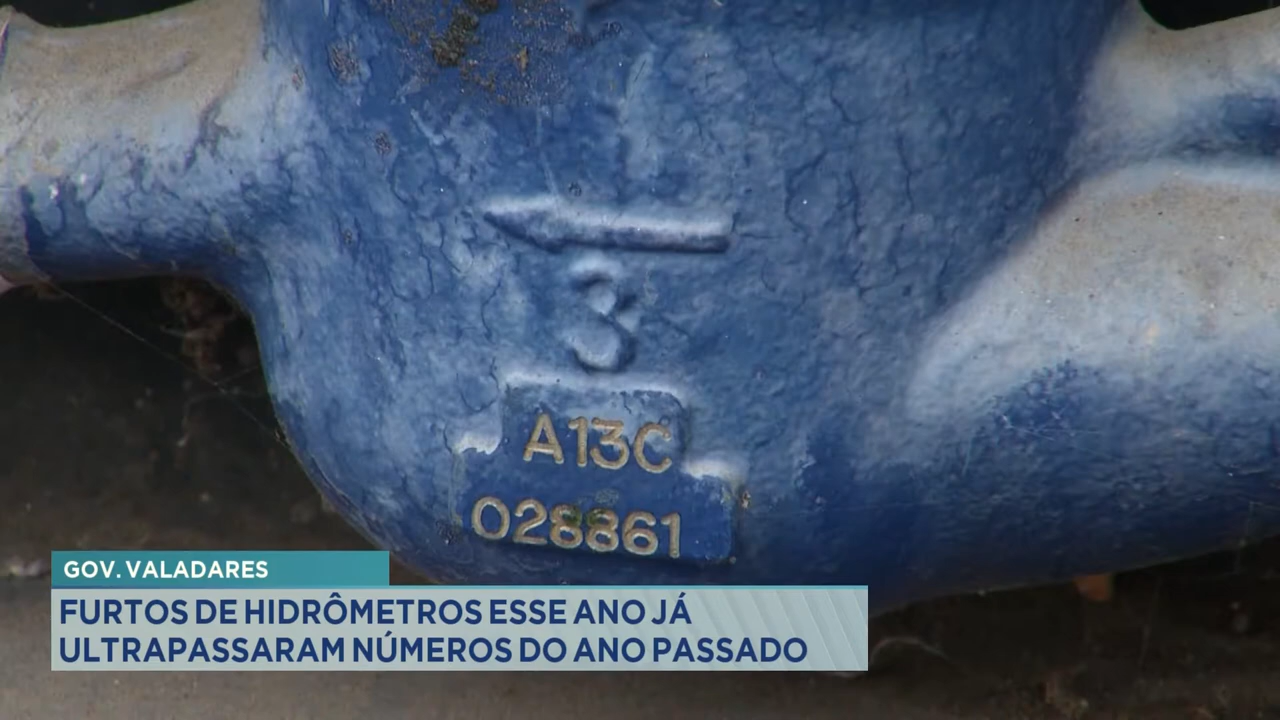 3
A13C
028861
GOV. VALADARES
FURTOS DE HIDRÔMETROS ESSE ANO JÁ
ULTRAPASSARAM NÚMEROS DO ANO PASSADO